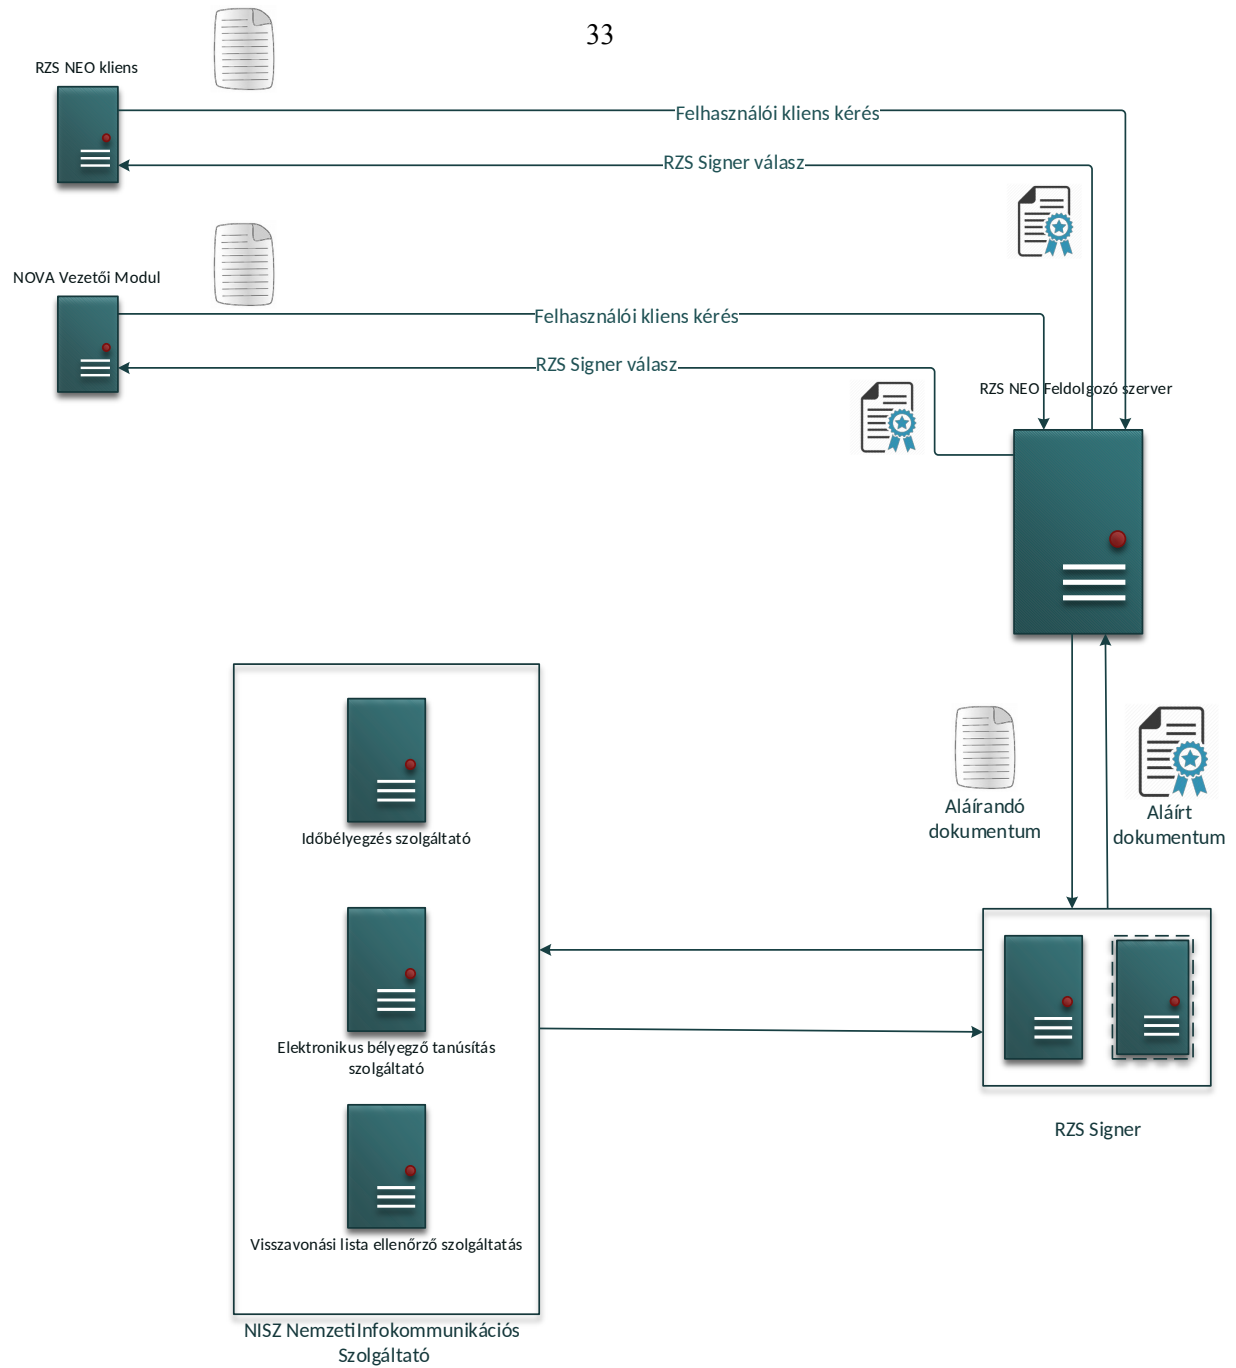 33
RZS NEO kliens
Felhasználói kliens kérés
RZS Signer válasz
NOVA Vezetői Modul
Felhasználói kliens kérés
RZS Signer válasz
RZS NEO Feldolgozó szerver
Aláírandó
dokumentum
Aláírt
dokumentum
Időbélyegzés szolgáltató
Elektronikus bélyegző tanúsítás
szolgáltató
RZS Signer
Visszavonási lista ellenőrző szolgáltatás
NISZ Nemzeti Infokommunikációs
Szolgáltató